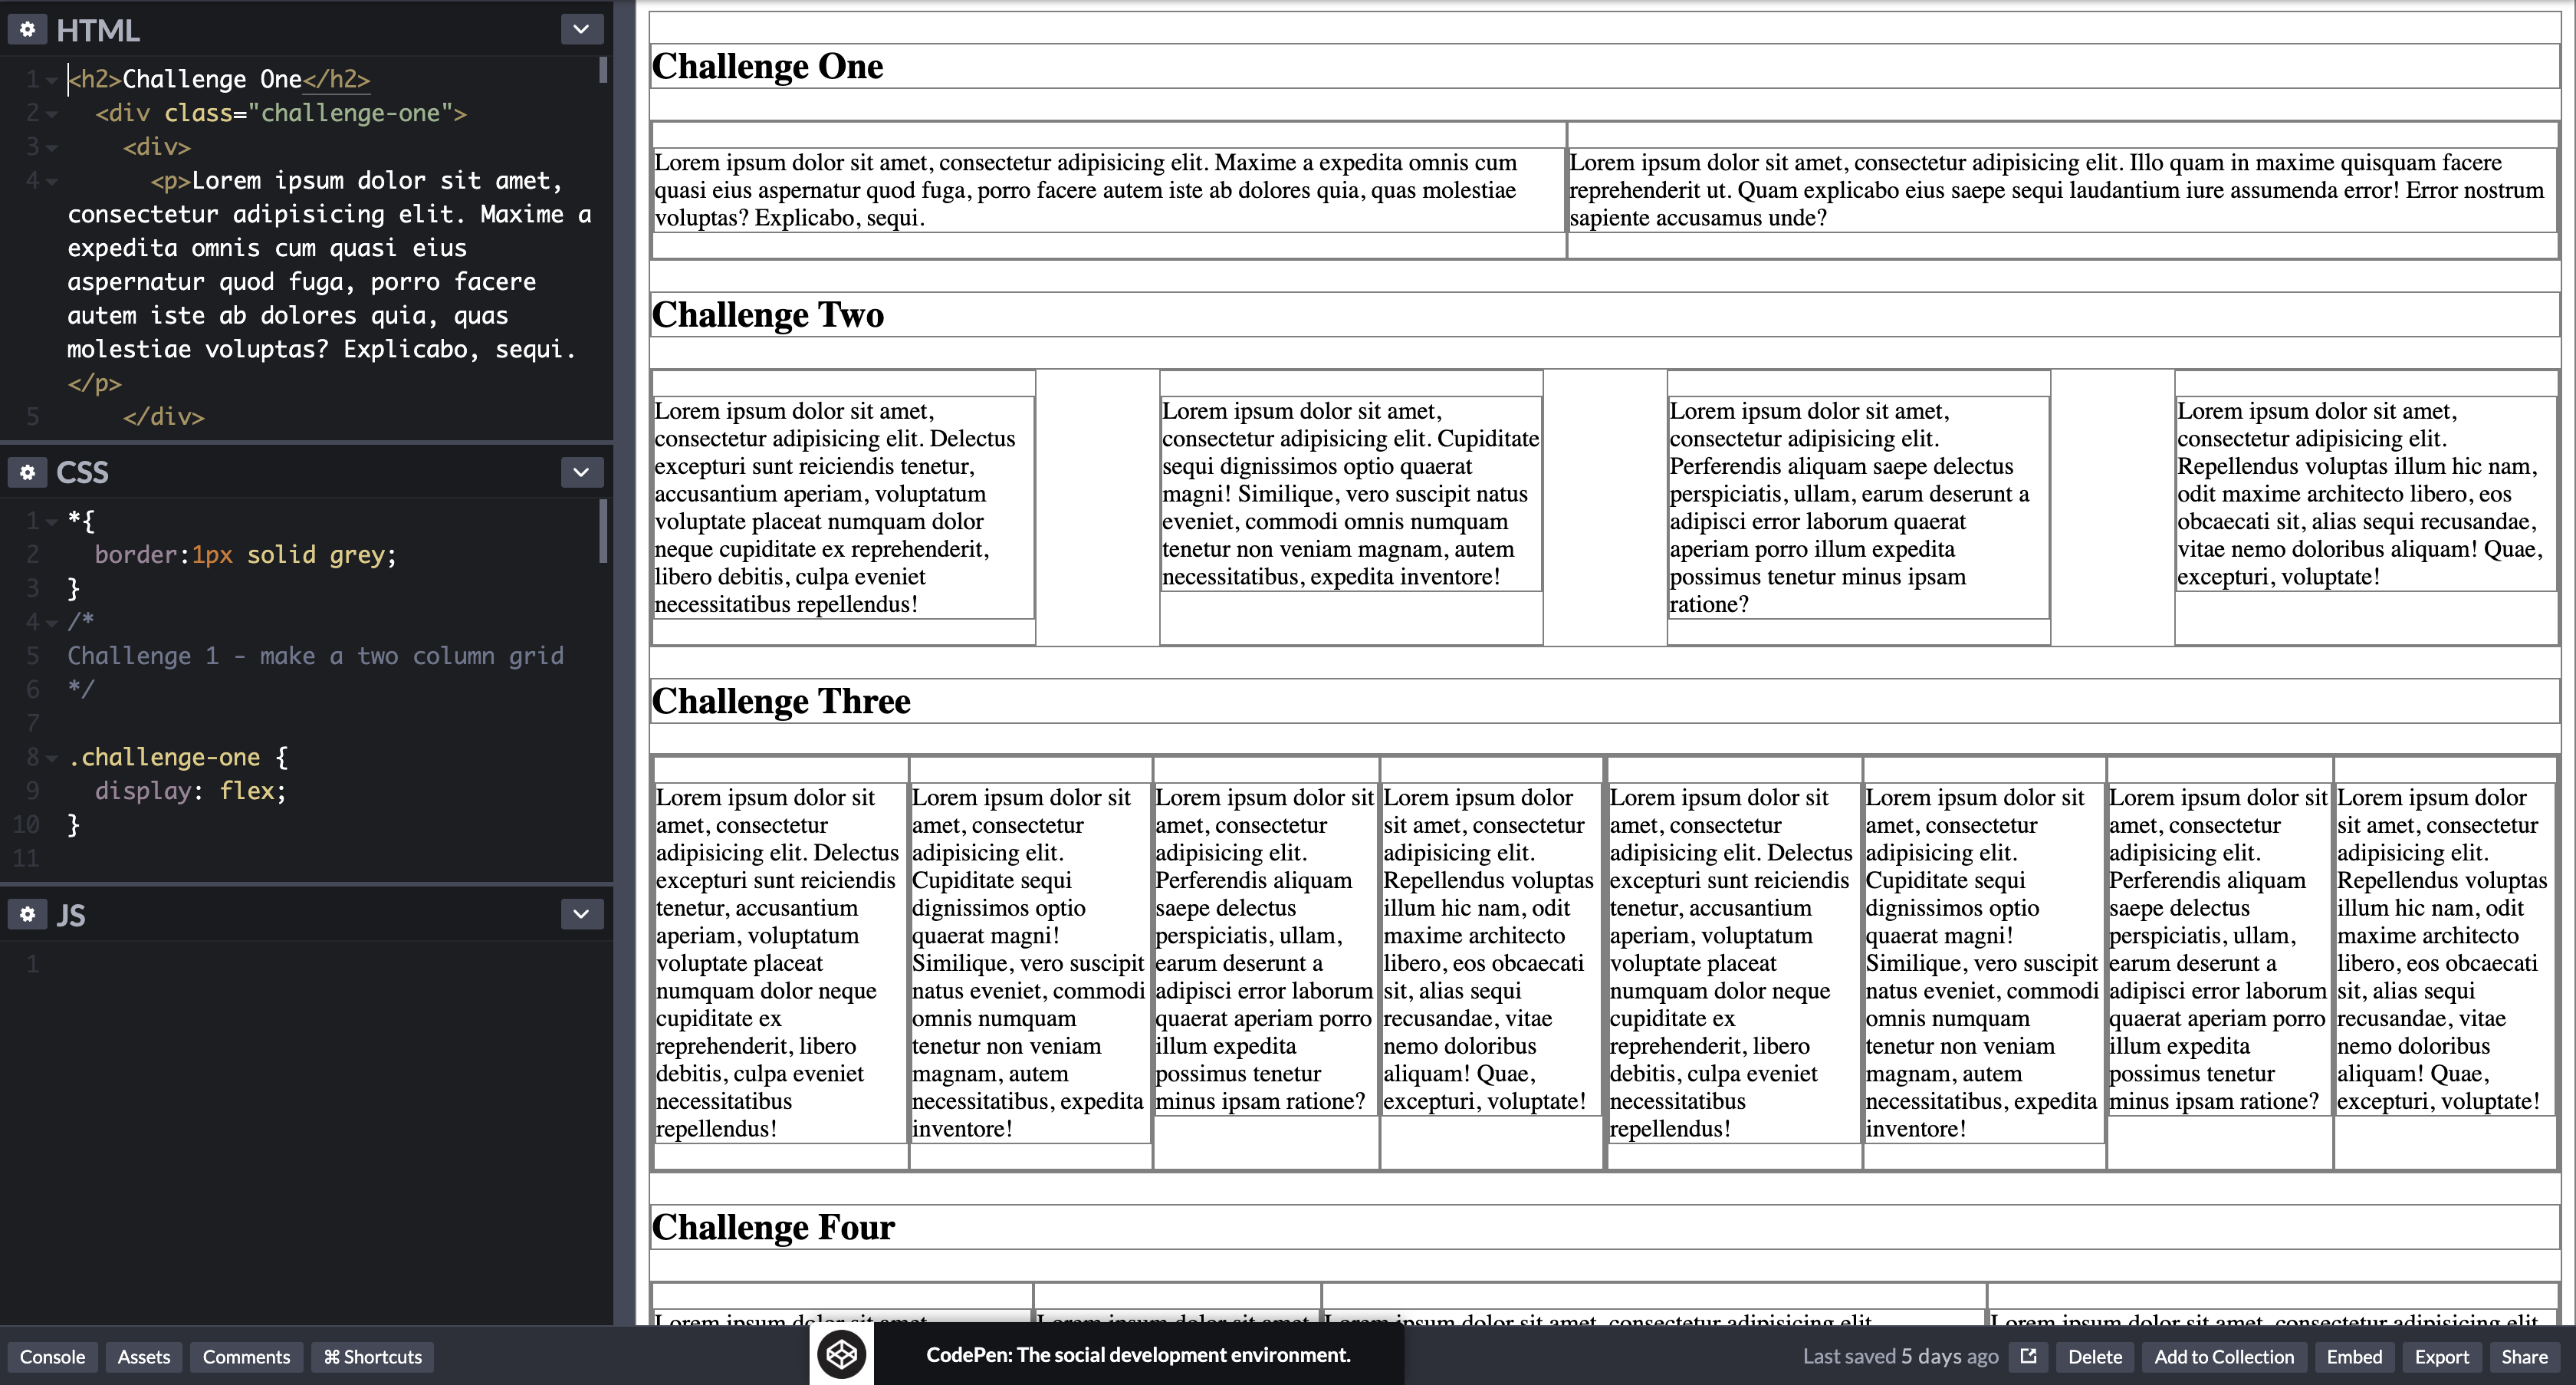 HTML
1 <h2>Challenge One</h2>
2 <div class="challenge-one">
3 <div>
4 <p>Lorem ipsum dolor sit amet,
consectetur adipisicing elit. Maxime a
expedita omnis cum quasi eius
aspernatur quod fuga, porro facere
autem iste ab dolores quia, quas
molestiae voluptas? Explicabo, sequi.
</p>
5 </div>
CSS
1 *{
2 border:1px solid grey;
3 }
4 /*
5 Challenge 1 - make a two column grid
6 */
7
8 .challenge-one {
9 display: flex;
10 }
11
JS
1
Challenge One
Lorem ipsum dolor sit amet, consectetur adipisicing elit. Maxime a expedita omnis cum
quasi eius aspernatur quod fuga, porro facere autem iste ab dolores quia, quas molestiae
voluptas? Explicabo, sequi.
Lorem ipsum dolor sit amet, consectetur adipisicing elit. Illo quam in maxime quisquam facere
reprehenderit ut. Quam explicabo eius saepe sequi laudantium iure assumenda error! Error nostrum
sapiente accusamus unde?
Challenge Two
Lorem ipsum dolor sit amet,
consectetur adipisicing elit. Delectus
excepturi sunt reiciendis tenetur,
accusantium aperiam, voluptatum
voluptate placeat numquam dolor
neque cupiditate ex reprehenderit,
libero debitis, culpa eveniet
necessitatibus repellendus!
Lorem ipsum dolor sit amet,
consectetur adipisicing elit. Cupiditate
sequi dignissimos optio quaerat
magni! Similique, vero suscipit natus
eveniet, commodi omnis numquam
tenetur non veniam magnam, autem
necessitatibus, expedita inventore!
Lorem ipsum dolor sit amet,
consectetur adipisicing elit.
Perferendis aliquam saepe delectus
perspiciatis, ullam, earum deserunt a
adipisci error laborum quaerat
aperiam porro illum expedita
possimus tenetur minus ipsam
ratione?
Lorem ipsum dolor sit amet,
consectetur adipisicing elit.
Repellendus voluptas illum hic nam,
odit maxime architecto libero, eos
obcaecati sit, alias sequi recusandae,
vitae nemo doloribus aliquam! Quae,
excepturi, voluptate!
Challenge Three
Lorem ipsum dolor sit
amet, consectetur
adipisicing elit. Delectus
excepturi sunt reiciendis
tenetur, accusantium
aperiam, voluptatum
voluptate placeat
numquam dolor neque
cupiditate ex
reprehenderit, libero
debitis, culpa eveniet
necessitatibus
repellendus!
Lorem ipsum dolor sit
amet, consectetur
adipisicing elit.
Cupiditate sequi
dignissimos optio
quaerat magni!
Similique, vero suscipit
natus eveniet, commodi
omnis numquam
tenetur non veniam
magnam, autem
necessitatibus, expedita
inventore!
Lorem ipsum dolor sit
amet, consectetur
adipisicing elit.
Perferendis aliquam
saepe delectus
perspiciatis, ullam,
earum deserunt a
adipisci error laborum
quaerat aperiam porro
illum expedita
possimus tenetur
minus ipsam ratione?
Lorem ipsum dolor
sit amet, consectetur
adipisicing elit.
Repellendus voluptas
illum hic nam, odit
maxime architecto
libero, eos obcaecati
sit, alias sequi
recusandae, vitae
nemo doloribus
aliquam! Quae,
excepturi, voluptate!
Lorem ipsum dolor sit
amet, consectetur
adipisicing elit. Delectus
excepturi sunt reiciendis
tenetur, accusantium
aperiam, voluptatum
voluptate placeat
numquam dolor neque
cupiditate ex
reprehenderit, libero
debitis, culpa eveniet
necessitatibus
repellendus!
Lorem ipsum dolor sit
amet, consectetur
adipisicing elit.
Cupiditate sequi
dignissimos optio
quaerat magni!
Similique, vero suscipit
natus eveniet, commodi
omnis numquam
tenetur non veniam
magnam, autem
necessitatibus, expedita
inventore!
Lorem ipsum dolor sit
amet, consectetur
adipisicing elit.
Perferendis aliquam
saepe delectus
perspiciatis, ullam,
earum deserunt a
adipisci error laborum
quaerat aperiam porro
illum expedita
possimus tenetur
minus ipsam ratione?
Lorem ipsum dolor
sit amet, consectetur
adipisicing elit.
Repellendus voluptas
illum hic nam, odit
maxime architecto
libero, eos obcaecati
sit, alias sequi
recusandae, vitae
nemo doloribus
aliquam! Quae,
excepturi, voluptate!
Challenge Four
Lorem ipsum dolor sit amet
Lorem ipsum dolor sit amet
Lorem ipsum dolor sit amet, consectetur adipisicing elit
Lorem ipsum dolor sit amet, consectetur adipisicing elit
Console Assets Comments ⌘ Shortcuts
CodePen: The social development environment.
Last saved 5 days ago Delete Add to Collection Embed Export Share